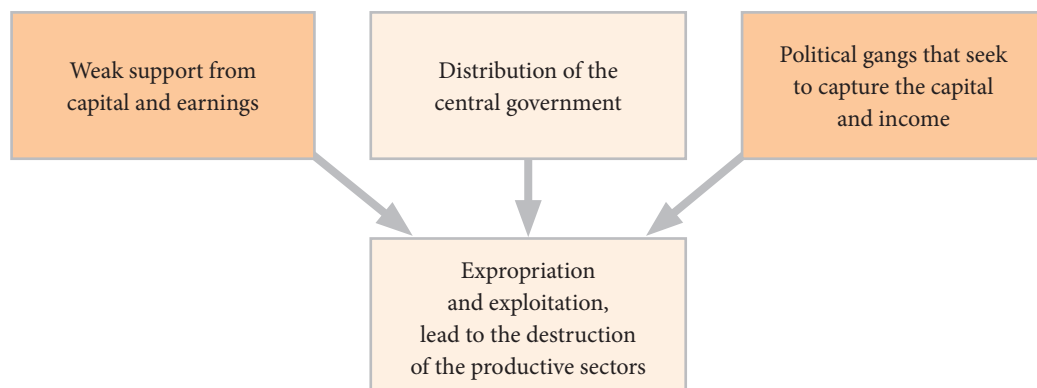 Weak support from
capital and earnings
Distribution of the
central government
Political gangs that seek
to capture the capital
and income
Expropriation
and exploitation,
lead to the destruction
of the productive sectors